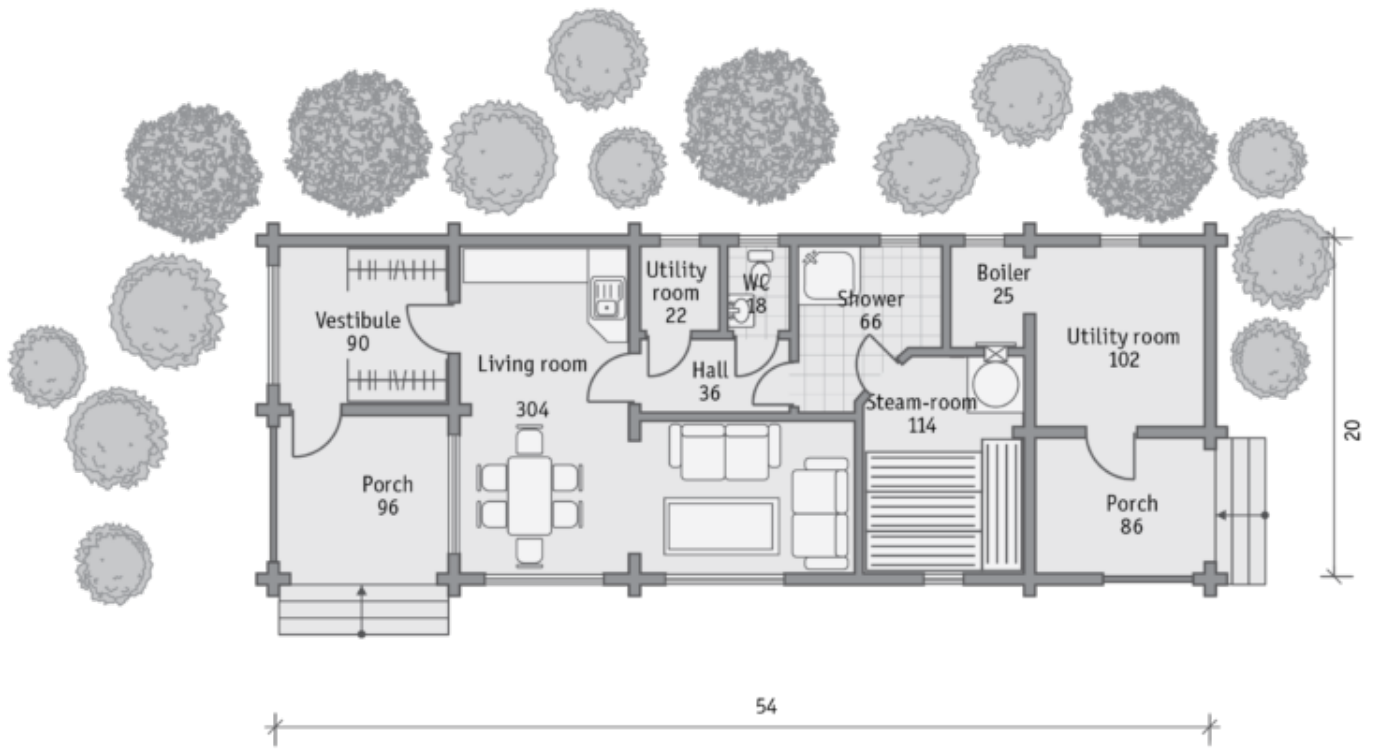 Utility
room
22
WC
18
Shower
66
Boiler
25
Vestibule
90
Living room
304
Hall
36
Utility room
102
Steam-room
114
Porch
96
Porch
86
20
54